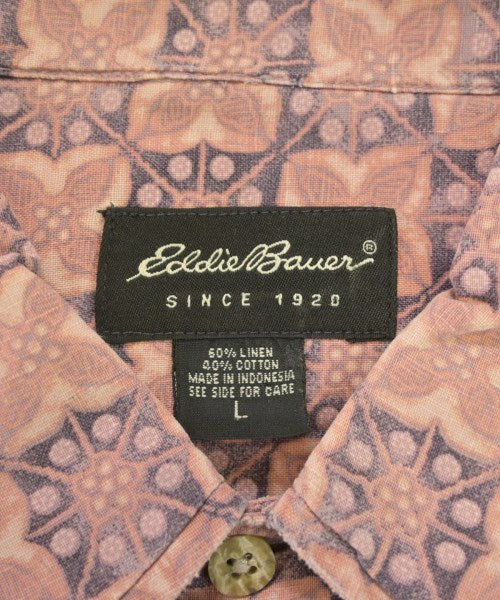 Eddie Bauer®
SINCE 1920
60% LINEN
40% COTTON
MADE IN INDONESIA
SEE SIDE FOR CARE
L